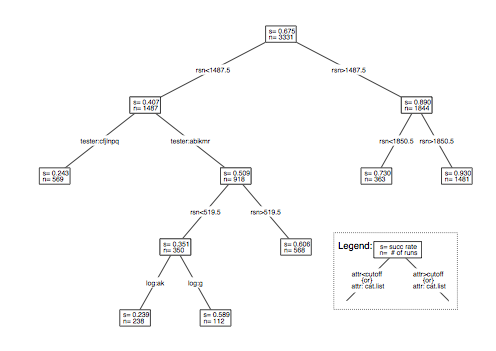 s= 0.675
n= 3331
rsn<1487.5
rsn>1487.5
s= 0.407
n= 1487
s= 0.890
n= 1844
tester:cfjlnpq
tester:abikmr
rsn<1850.5
rsn>1850.5
s= 0.243
n= 569
s= 0.509
n= 918
s= 0.730
n= 363
s= 0.930
n= 1481
rsn<519.5
rsn>519.5
s= 0.351
n= 350
s= 0.606
n= 568
log:ak
log:g
s= 0.239
n= 238
s= 0.589
n= 112
Legend:
s= succ rate
n= # of runs
attr<cutoff
{or}
attr: cat.list
attr>cutoff
{or}
attr: cat.list